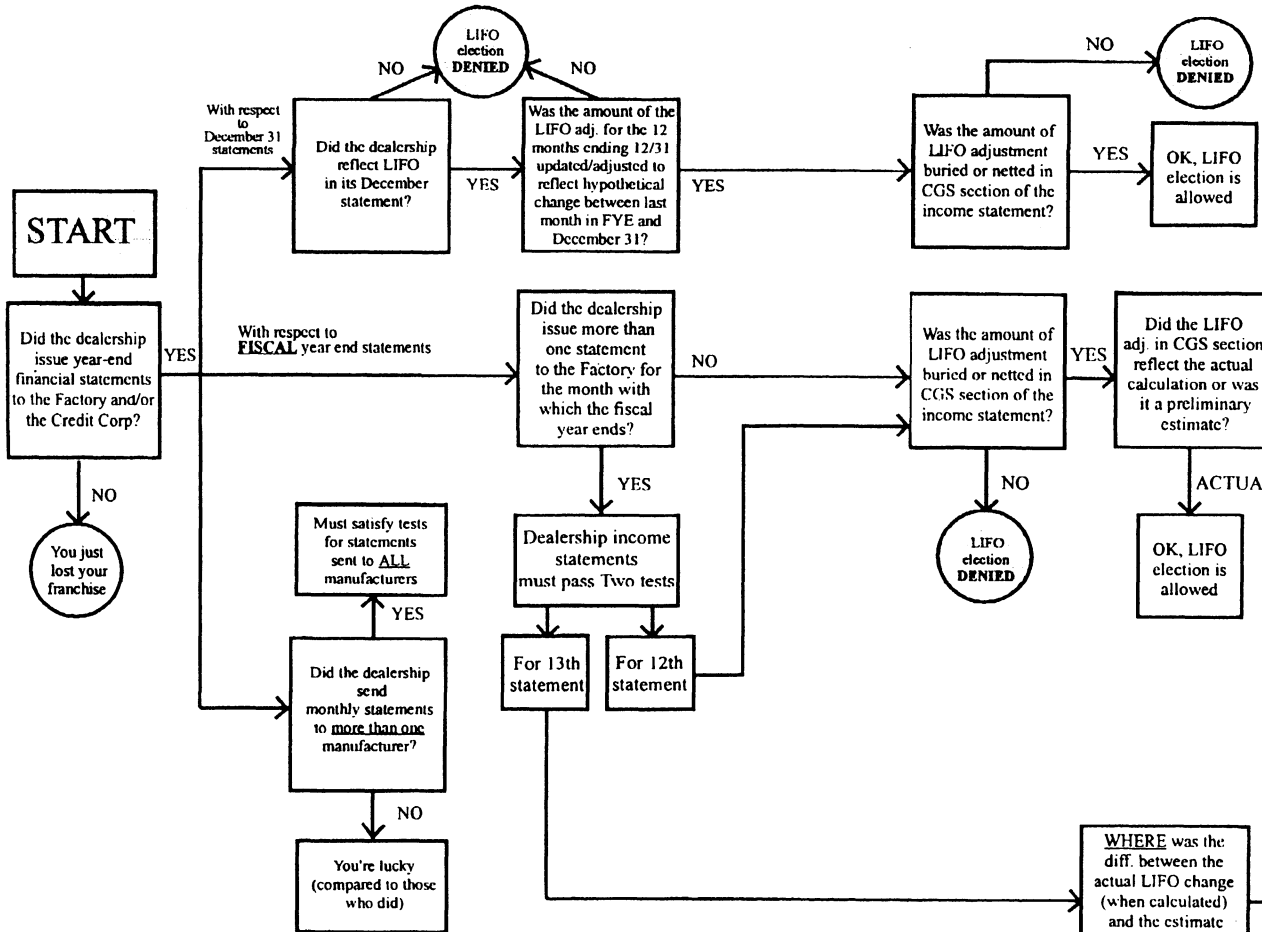 LIFO
election
DENIED
NO
NO
NO
LIFO
election
DENIED
With respect
to
December 31
statements
Did the dealership
reflect LIFO
in its December
statement?
YES
Was the amount of the
LIFO adj. for the 12
months ending 12/31
updated/adjusted to
reflect hypothetical
change between last
month in FYE and
December 31?
YES
Was the amount of
LIFO adjustment
buried or netted in
CGS section of the
income statement?
YES
OK, LIFO
election is
allowed
START
Did the dealership
issue year-end
financial statements
to the Factory and/or
the Credit Corp?
YES
With respect to
FISCAL year end statements
Did the dealership
issue more than
one statement
to the Factory for
the month with
which the fiscal
year ends?
NO
Was the amount of
LIFO adjustment
buried or netted in
CGS section of the
income statement?
YES
Did the LIFO
adj. in CGS section
reflect the actual
calculation or was
it a preliminary
estimate?
NO
You just
lost your
franchise
YES
NO
ACTUA
Must satisfy tests
for statements
sent to ALL
manufacturers
Dealership income
statements
must pass Two tests
LIFO
election
DENIED
OK, LIFO
election is
allowed
YES
Did the dealership
send
monthly statements
to more than one
manufacturer?
For 13th
statement
For 12th
statement
NO
You're lucky
(compared to those
who did)
WHERE was the
diff. between the
actual LIFO change
(when calculated)
and the estimate